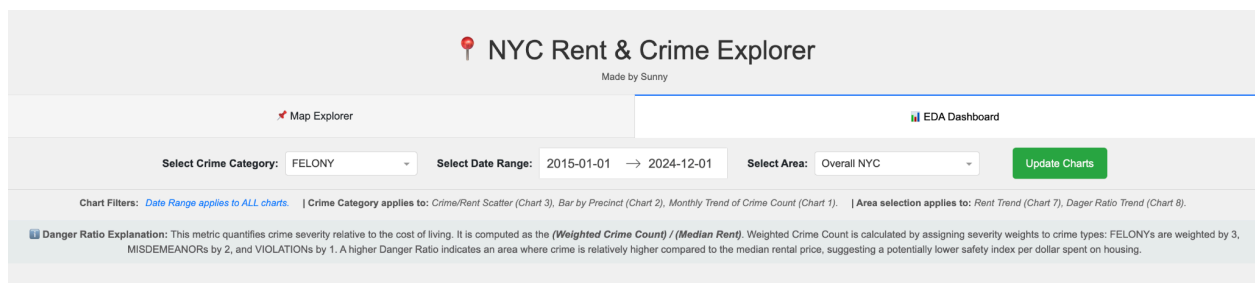 📍 NYC Rent & Crime Explorer
Made by Sunny
📌 Map Explorer
📊 EDA Dashboard
Select Crime Category: FELONY Select Date Range: 2015-01-01 → 2024-12-01 Select Area: Overall NYC Update Charts
Chart Filters: Date Range applies to ALL charts. | Crime Category applies to: Crime/Rent Scatter (Chart 3), Bar by Precinct (Chart 2), Monthly Trend of Crime Count (Chart 1). | Area selection applies to: Rent Trend (Chart 7), Dager Ratio Trend (Chart 8).
ℹ️ Danger Ratio Explanation: This metric quantifies crime severity relative to the cost of living. It is computed as the (Weighted Crime Count) / (Median Rent). Weighted Crime Count is calculated by assigning severity weights to crime types: FELONYs are weighted by 3,
MISDEMEANORs by 2, and VIOLATIONs by 1. A higher Danger Ratio indicates an area where crime is relatively higher compared to the median rental price, suggesting a potentially lower safety index per dollar spent on housing.